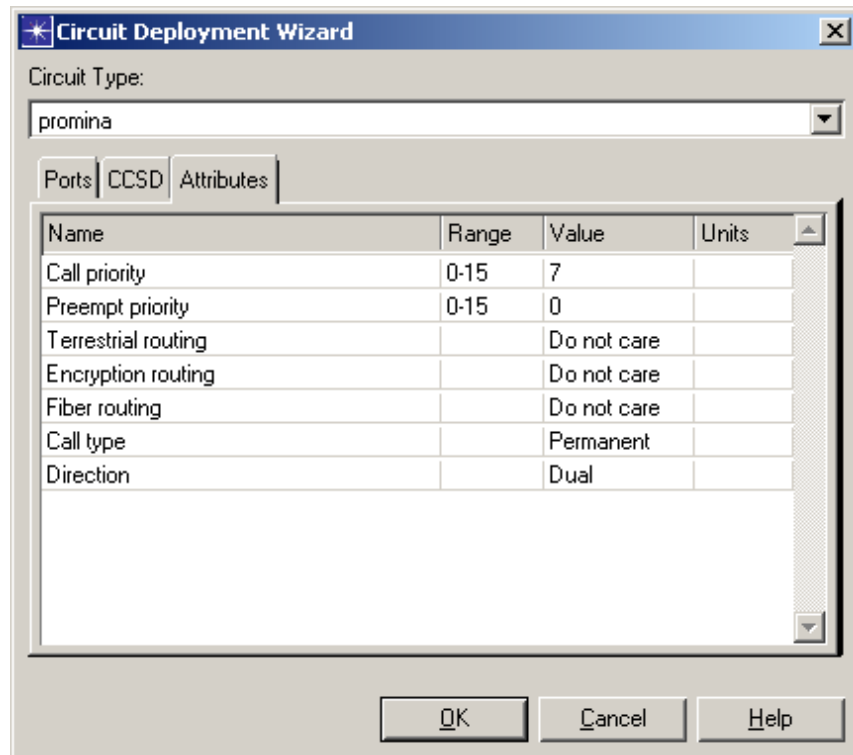 Circuit Deployment Wizard
Circuit Type:
promina
Ports CCSD Attributes
Name Range Value Units
Call priority 0-15 7
Preempt priority 0-15 0
Terrestrial routing Do not care
Encryption routing Do not care
Fiber routing Do not care
Call type Permanent
Direction Dual
OK Cancel Help